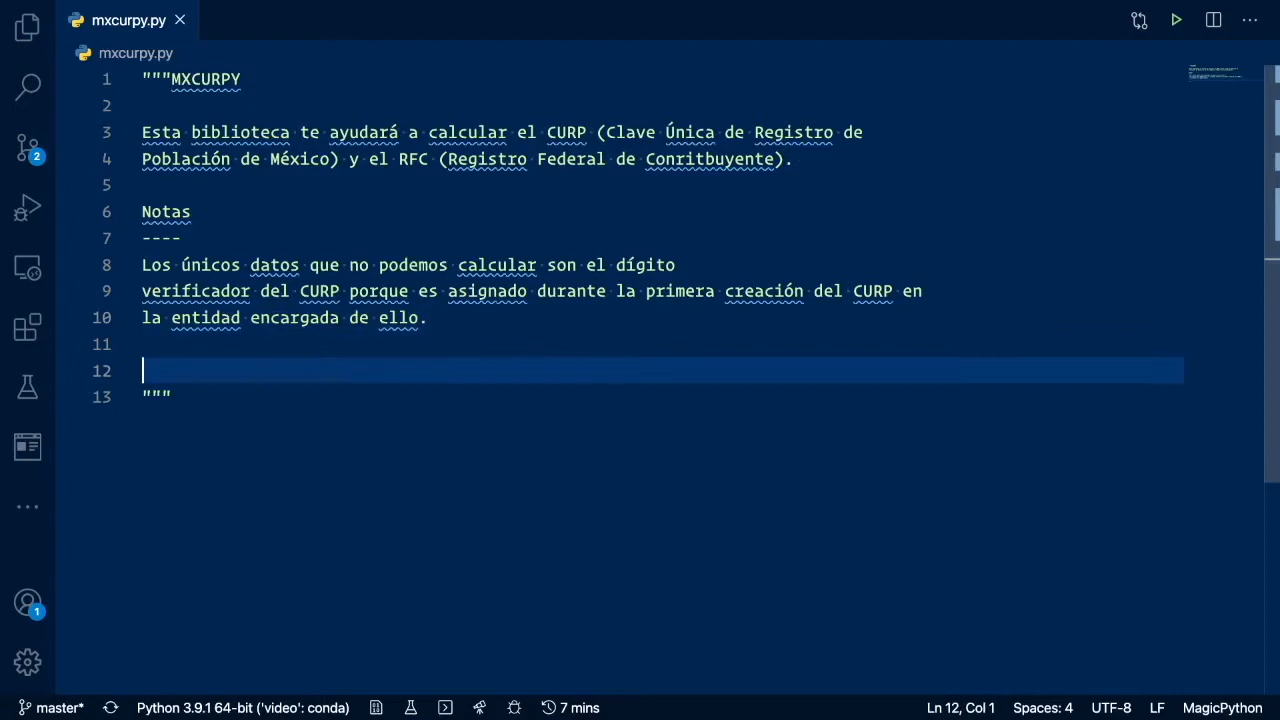 mxcurpy.py
mxcurpy.py
1 """MXCURPY
2
3 Esta biblioteca te ayudará a calcular el CURP (Clave Única de Registro de
4 Población de México) y el RFC (Registro Federal de Conritbuyente).
5
6 Notas
7 ----
8 Los únicos datos que no podemos calcular son el dígito
9 verificador del CURP porque es asignado durante la primera creación del CURP en
10 la entidad encargada de ello.
11
12
13 """
2
1
master* Python 3.9.1 64-bit ('video': conda) 7 mins Ln 12, Col 1 Spaces: 4 UTF-8 LF MagicPython